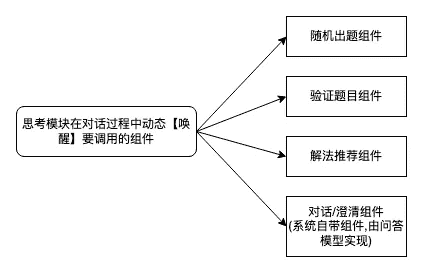 随机出题组件
验证题目组件
思考模块在对话过程中动态【唤
醒】要调用的组件
解法推荐组件
对话/澄清组件
(系统自带组件,由问答
模型实现)